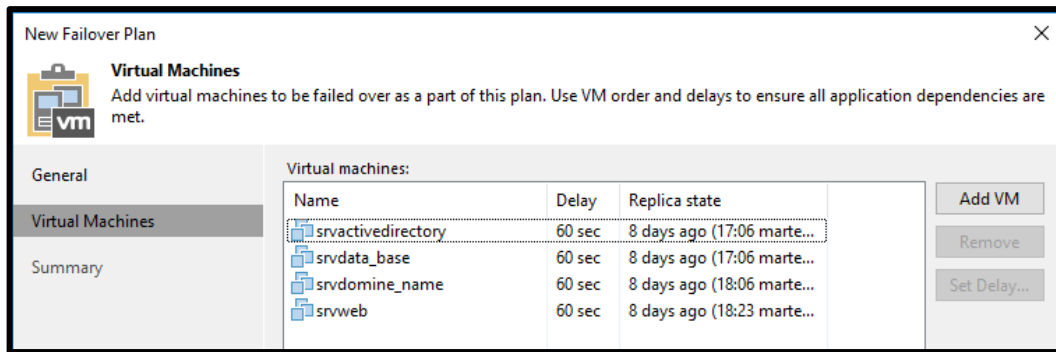 New Failover Plan
Virtual Machines
Add virtual machines to be failed over as a part of this plan. Use VM order and delays to ensure all application dependencies are
met.
vm
General
Virtual Machines
Summary
Virtual machines:
Name Delay Replica state
srvactivedirectory 60 sec 8 days ago (17:06 marte...
srvdata_base 60 sec 8 days ago (17:06 marte...
srvdomine_name 60 sec 8 days ago (18:06 marte...
srvweb 60 sec 8 days ago (18:23 marte...
Add VM
Remove
Set Delay...